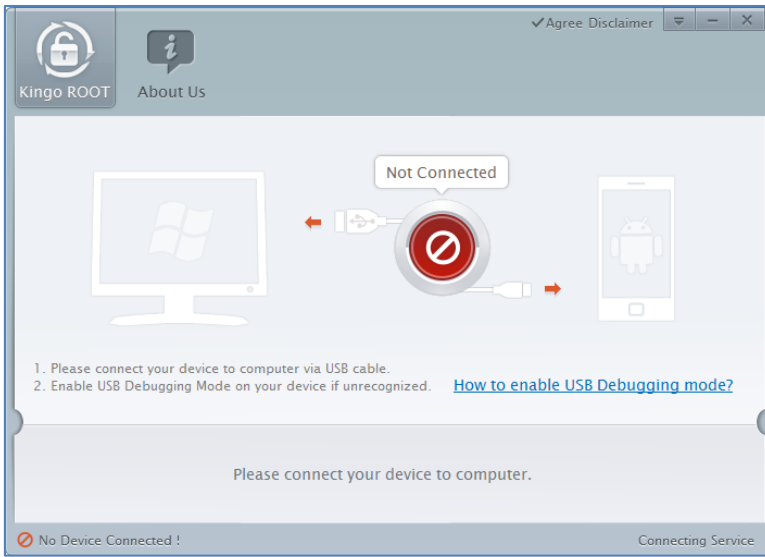 Agree Disclaimer
Kingo ROOT
About Us
Not Connected
1. Please connect your device to computer via USB cable.
2. Enable USB Debugging Mode on your device if unrecognized.
How to enable USB Debugging mode?
Please connect your device to computer.
No Device Connected !
Connecting Service